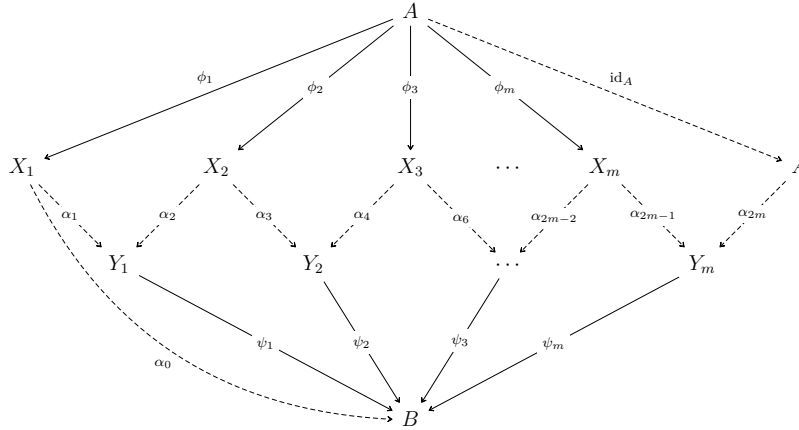 A
ϕ₁ ϕ₂ ϕ₃ ϕₘ id_A
X₁ X₂ X₃ ⋯ Xₘ A
α₁ α₂ α₃ α₄ α₆ α₂ₘ₋₂ α₂ₘ₋₁ α₂ₘ
Y₁ Y₂ ⋯ Yₘ
α₀ ψ₁ ψ₂ ψ₃ ψₘ
B